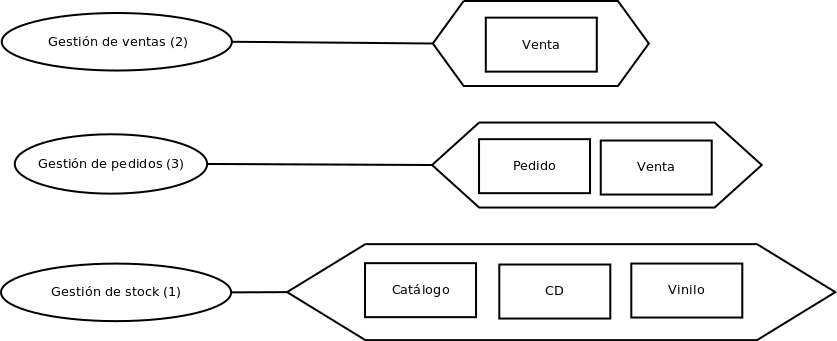 Gestión de ventas (2)
Venta
Gestión de pedidos (3)
Pedido
Venta
Gestión de stock (1)
Catálogo
CD
Vinilo